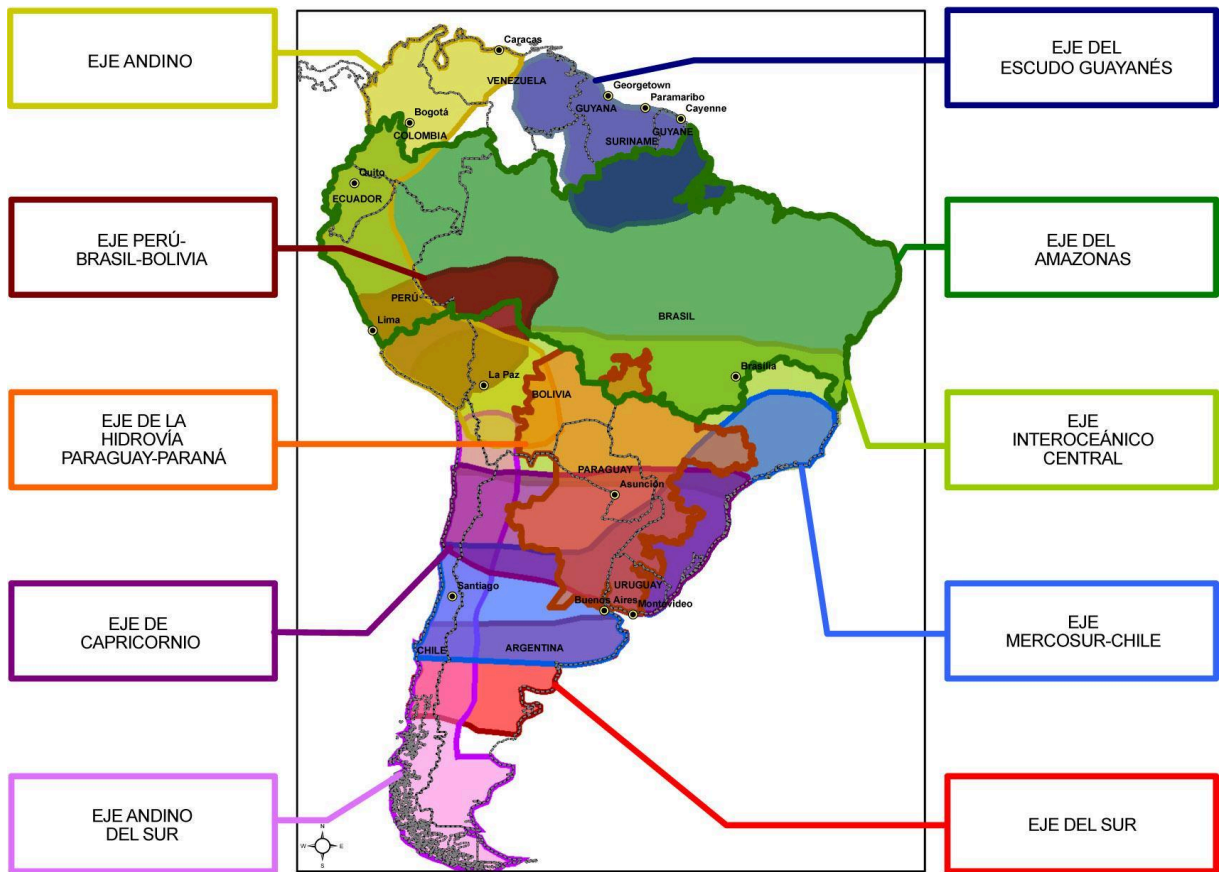 EJE ANDINO
EJE PERÚ-
BRASIL-BOLIVIA
EJE DE LA
HIDROVÍA
PARAGUAY-PARANÁ
EJE DE
CAPRICORNIO
EJE ANDINO
DEL SUR
Caracas
VENEZUELA
Georgetown
Paramaribo
GUYANA
Cayenne
Bogotá
COLOMBIA
GUYANE
SURINAME
Quito
ECUADOR
PERÚ
Lima
BRASIL
La Paz
Brasilia
BOLIVIA
PARAGUAY
Asunción
Santiago
URUGUAY
Buenos Aires
Montevideo
CHILE
ARGENTINA
N
W
E
S
EJE DEL
ESCUDO GUAYANÉS
EJE DEL
AMAZONAS
EJE
INTEROCEÁNICO
CENTRAL
EJE
MERCOSUR-CHILE
EJE DEL SUR